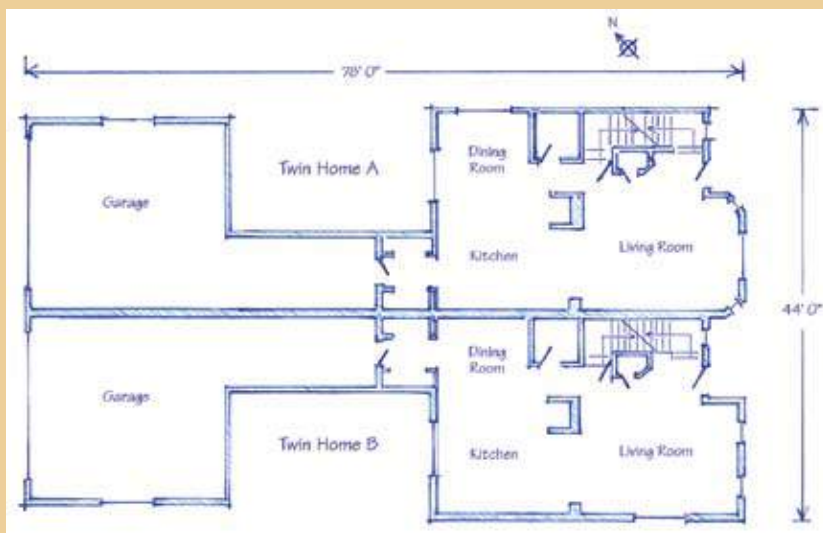 N
78' 0"
Twin Home A
Dining
Room
Garage
Kitchen
Living Room
44' 0"
Dining
Room
Garage
Twin Home B
Kitchen
Living Room